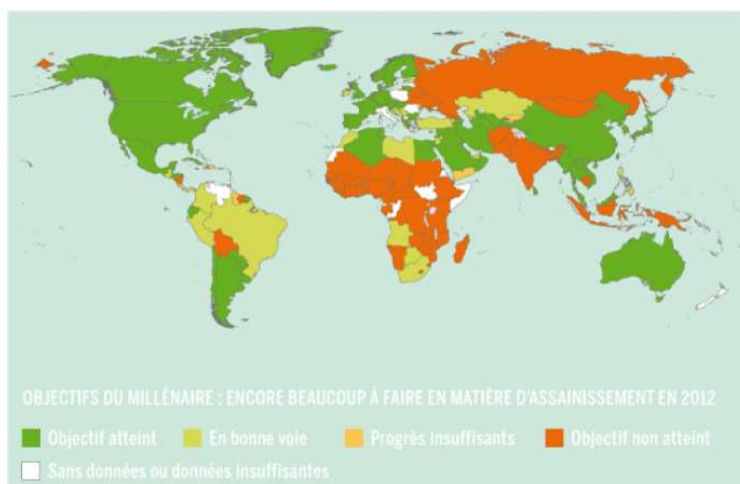 OBJECTIFS DU MILLÉNAIRE : ENCORE BEAUCOUP À FAIRE EN MATIÈRE D'ASSAINISSEMENT EN 2012
Objectif atteint En bonne voie Progrès insuffisants Objectif non atteint
Sans données ou données insuffisantes